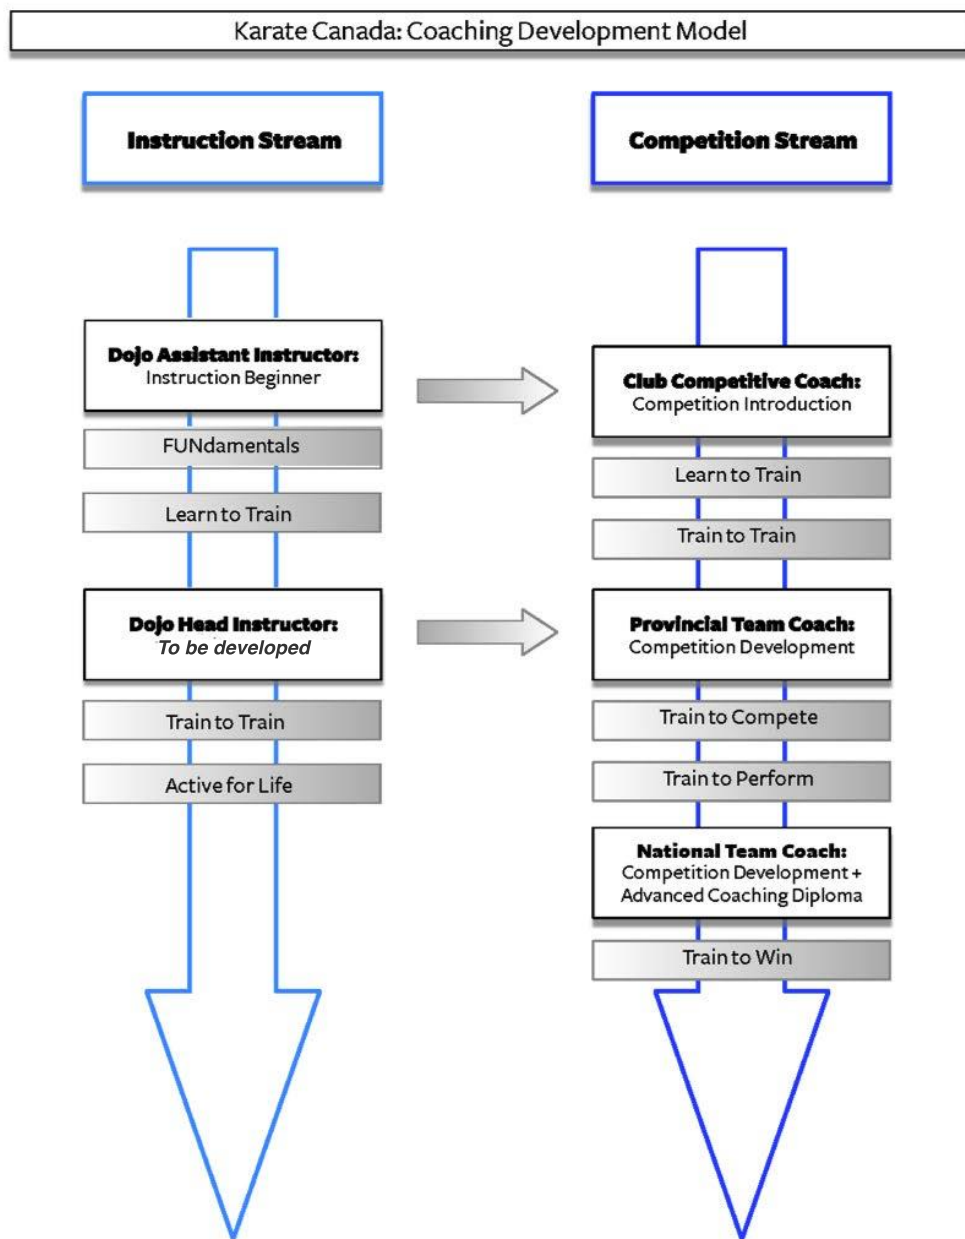 Karate Canada: Coaching Development Model
Instruction Stream
Dojo Assistant Instructor:
Instruction Beginner
FUNdamentals
Learn to Train
Dojo Head Instructor:
To be developed
Train to Train
Active for Life
Competition Stream
Club Competitive Coach:
Competition Introduction
Learn to Train
Train to Train
Provincial Team Coach:
Competition Development
Train to Compete
Train to Perform
National Team Coach:
Competition Development +
Advanced Coaching Diploma
Train to Win